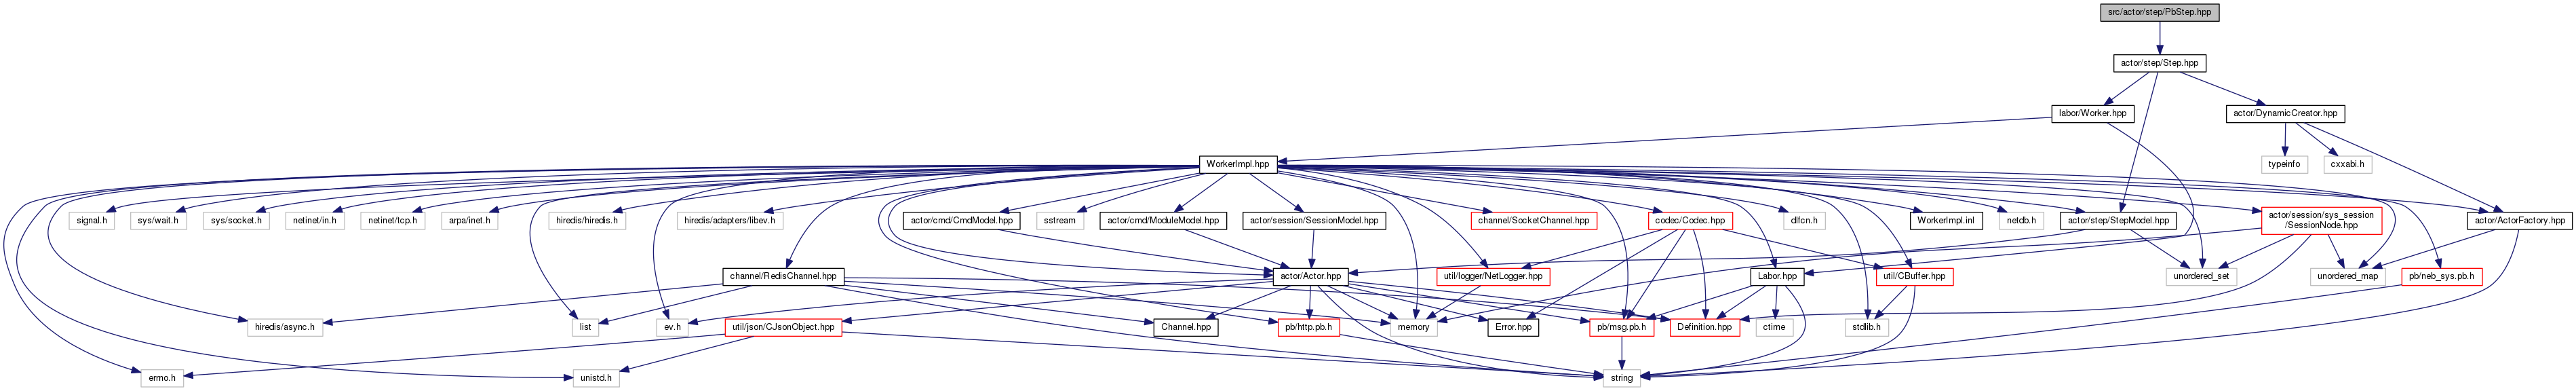 src/actor/step/PbStep.hpp
actor/step/Step.hpp
labor/Worker.hpp
actor/DynamicCreator.hpp
WorkerImpl.hpp
typeinfo
cxxabi.h
signal.h
sys/wait.h
sys/socket.h
netinet/in.h
netinet/tcp.h
arpa/inet.h
hiredis/hiredis.h
hiredis/adapters/libev.h
actor/cmd/CmdModel.hpp
sstream
actor/cmd/ModuleModel.hpp
actor/session/SessionModel.hpp
channel/SocketChannel.hpp
codec/Codec.hpp
dlfcn.h
WorkerImpl.inl
netdb.h
actor/step/StepModel.hpp
actor/session/sys_session
/SessionNode.hpp
actor/ActorFactory.hpp
channel/RedisChannel.hpp
actor/Actor.hpp
util/logger/NetLogger.hpp
Labor.hpp
util/CBuffer.hpp
unordered_set
unordered_map
pb/neb_sys.pb.h
hiredis/async.h
list
ev.h
util/json/CJsonObject.hpp
Channel.hpp
pb/http.pb.h
memory
Error.hpp
pb/msg.pb.h
Definition.hpp
ctime
stdlib.h
errno.h
unistd.h
string